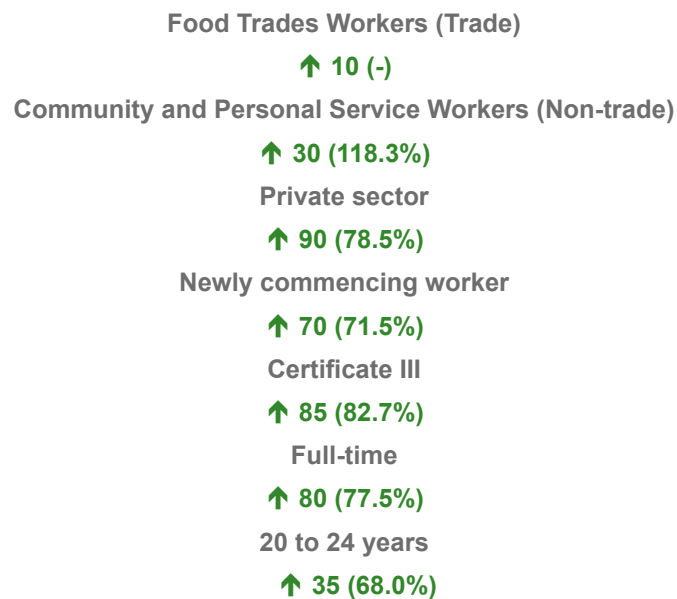 Food Trades Workers (Trade)
↑ 10 (-)
Community and Personal Service Workers (Non-trade)
↑ 30 (118.3%)
Private sector
↑ 90 (78.5%)
Newly commencing worker
↑ 70 (71.5%)
Certificate III
↑ 85 (82.7%)
Full-time
↑ 80 (77.5%)
20 to 24 years
↑ 35 (68.0%)